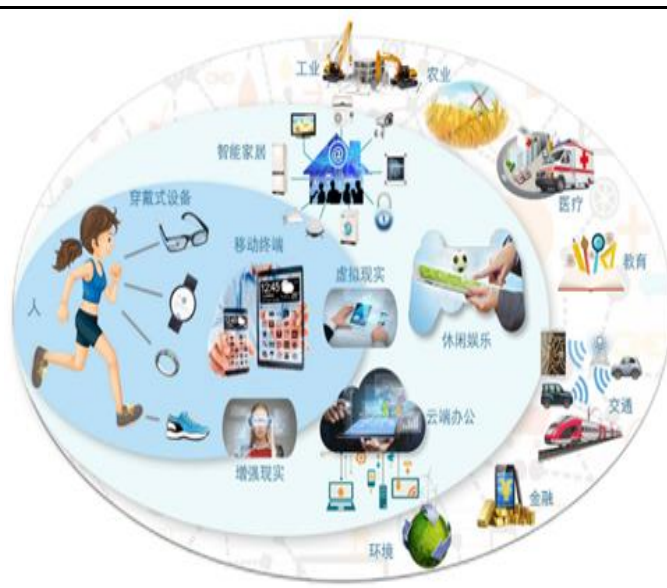 工业
农业
智能家居
医疗
穿戴式设备
移动终端
虚拟现实
教育
人
休闲娱乐
云端办公
交通
增强现实
金融
环境